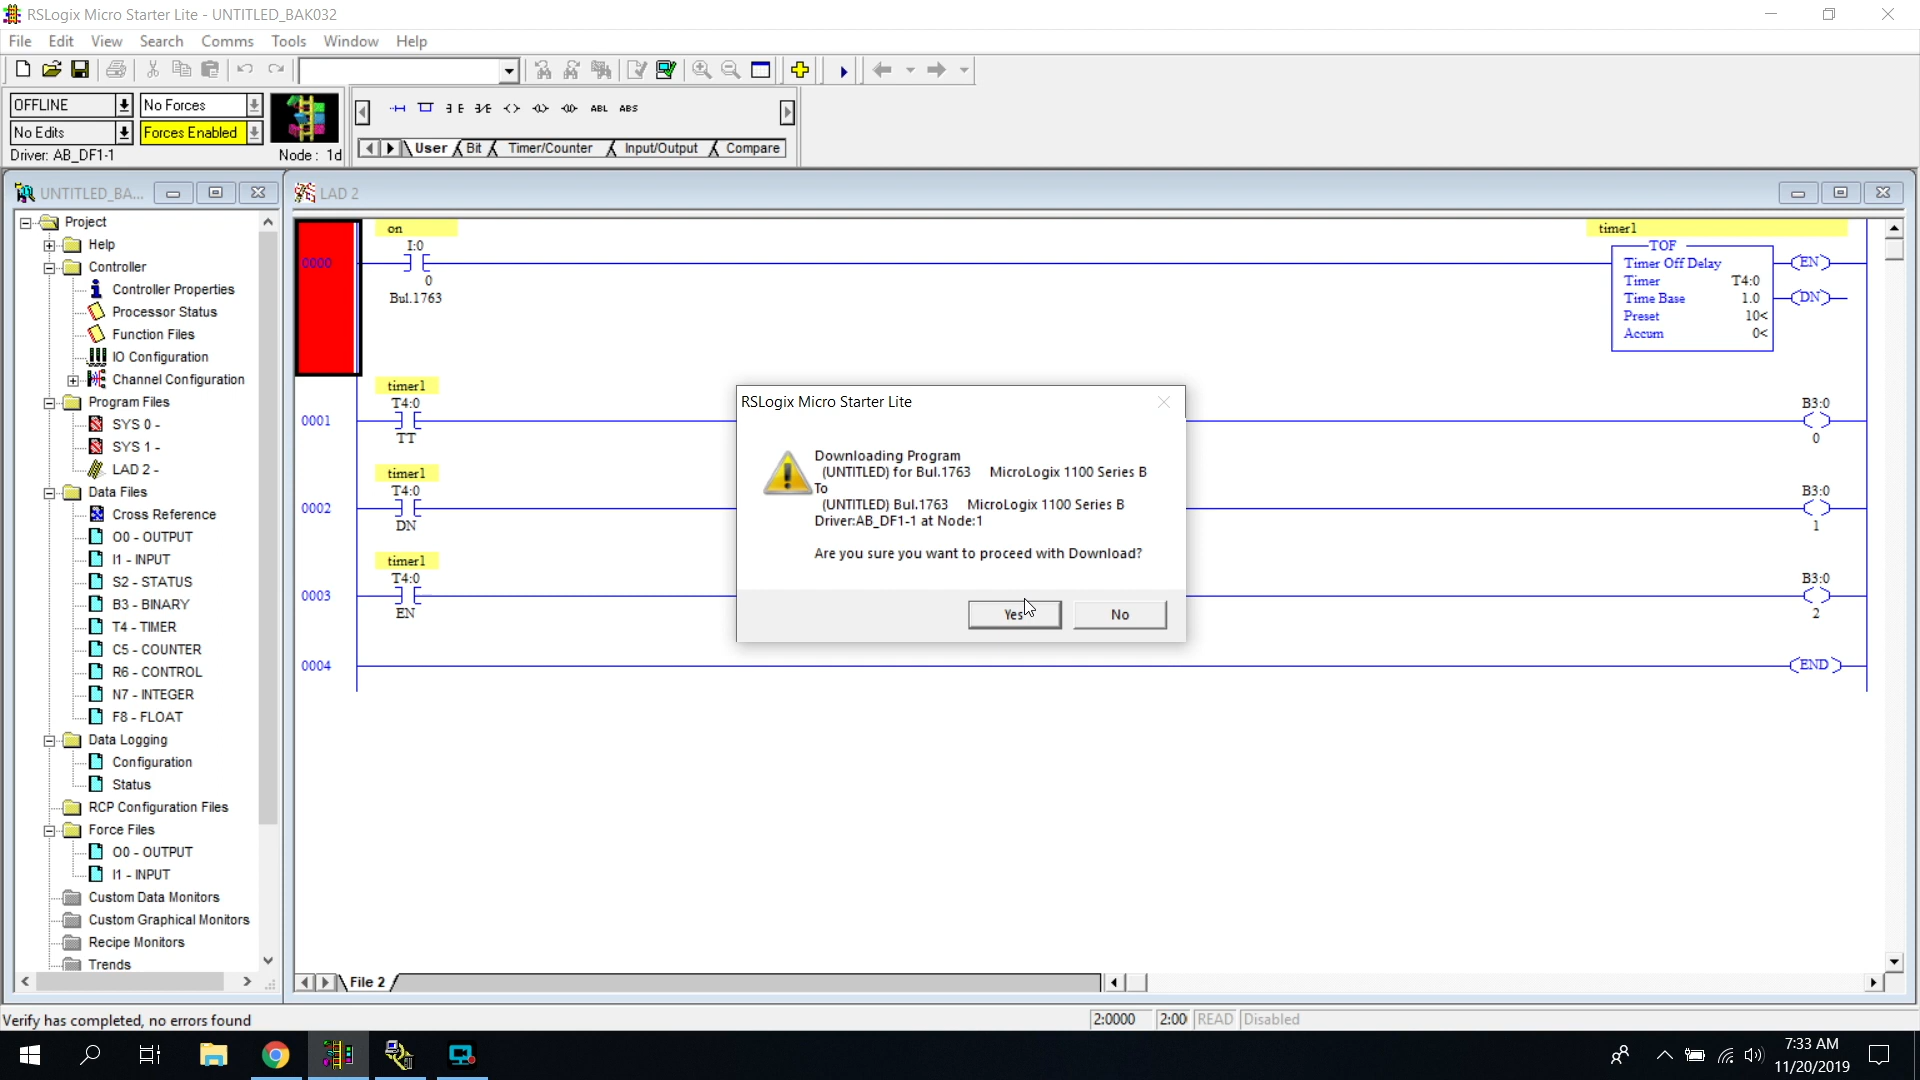 RSLogix Micro Starter Lite - UNTITLED_BAK032
File Edit View Search Comms Tools Window Help
OFFLINE No Forces
No Edits Forces Enabled
Driver: AB_DF1-1 Node : 1d
ABL ABS
User Bit Timer/Counter Input/Output Compare
UNTITLED_BA...
Project
Help
Controller
Controller Properties
Processor Status
Function Files
IO Configuration
Channel Configuration
Program Files
SYS 0 -
SYS 1 -
LAD 2 -
Data Files
Cross Reference
O0 - OUTPUT
I1 - INPUT
S2 - STATUS
B3 - BINARY
T4 - TIMER
C5 - COUNTER
R6 - CONTROL
N7 - INTEGER
F8 - FLOAT
Data Logging
Configuration
Status
RCP Configuration Files
Force Files
O0 - OUTPUT
I1 - INPUT
Custom Data Monitors
Custom Graphical Monitors
Recipe Monitors
Trends
LAD 2
on
I:0
0000
0
Bul.1763
timer1
TOF
Timer Off Delay
EN
Timer T4:0
Time Base 1.0
DN
Preset 10<
Accum 0<
timer1
T4:0
0001
TT
B3:0
0
timer1
T4:0
0002
DN
B3:0
1
timer1
T4:0
0003
EN
B3:0
2
0004
END
RSLogix Micro Starter Lite
Downloading Program
(UNTITLED) for Bul.1763 MicroLogix 1100 Series B
To
(UNTITLED) Bul.1763 MicroLogix 1100 Series B
Driver:AB_DF1-1 at Node:1
Are you sure you want to proceed with Download?
Yes No
File 2
Verify has completed, no errors found
2:0000 2:00 READ Disabled
7:33 AM
11/20/2019